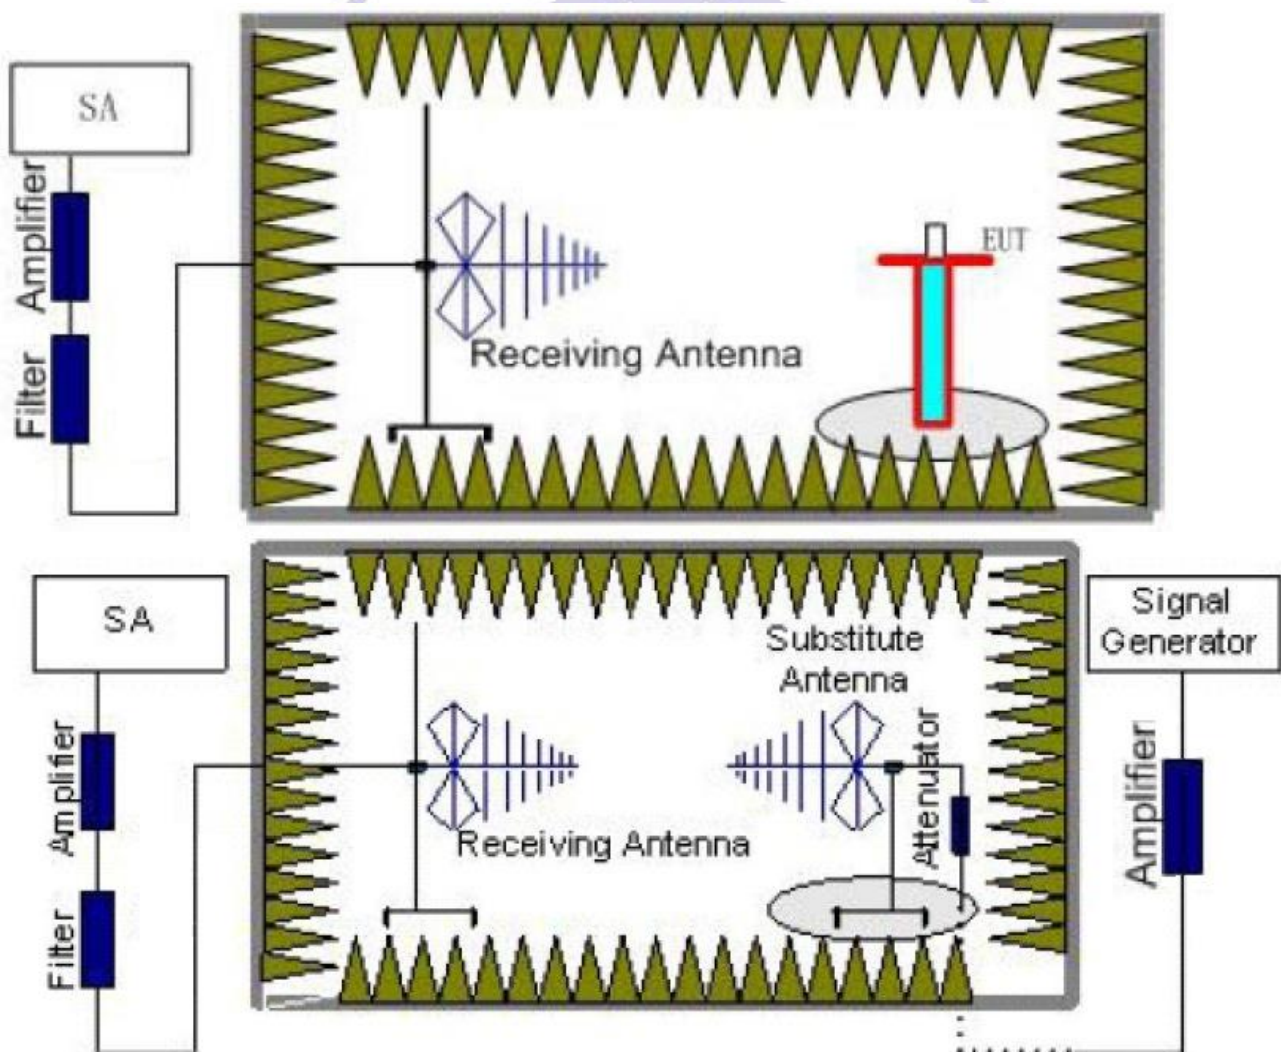 SA
Amplifier
Filter
EUT
Receiving Antenna
SA
Amplifier
Filter
Substitute
Antenna
Attenuator
Receiving Antenna
Signal
Generator
Amplifier